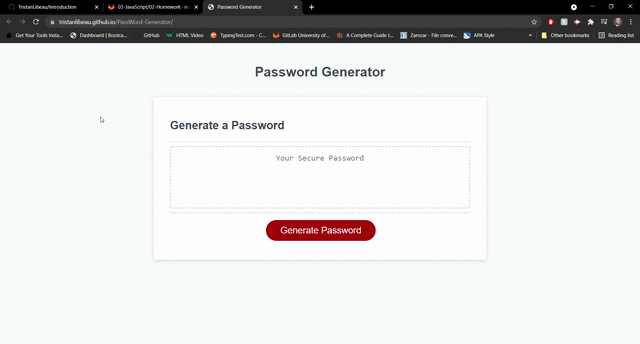 TristanLibeau/Introduction
03-JavaScript/02-Homework · m
Password Generator
tristanlibeau.github.io/PassWord-Generator/
Get Your Tools Insta...
Dashboard | Bootca...
GitHub
HTML Video
TypingTest.com - C...
GitLab University of...
A Complete Guide t...
Zamzar - File conve...
APA Style
»
Other bookmarks
Reading list
Password Generator
Generate a Password
Your Secure Password
Generate Password